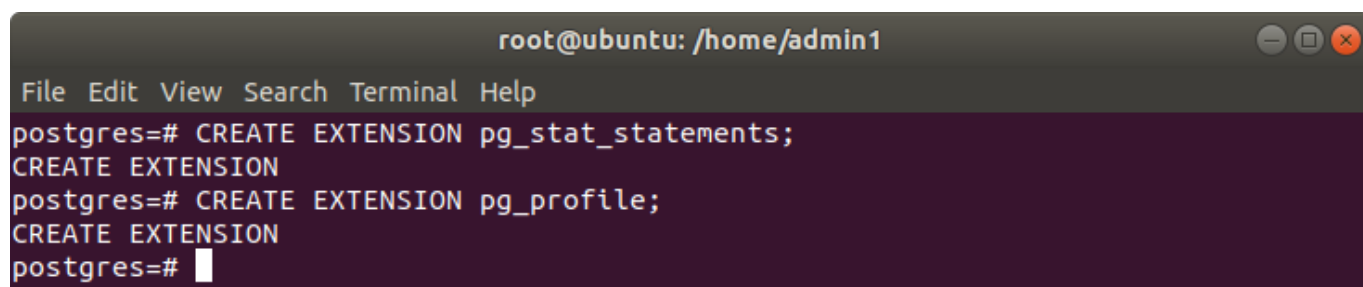 root@ubuntu: /home/admin1
File Edit View Search Terminal Help
postgres=# CREATE EXTENSION pg_stat_statements;
CREATE EXTENSION
postgres=# CREATE EXTENSION pg_profile;
CREATE EXTENSION
postgres=#